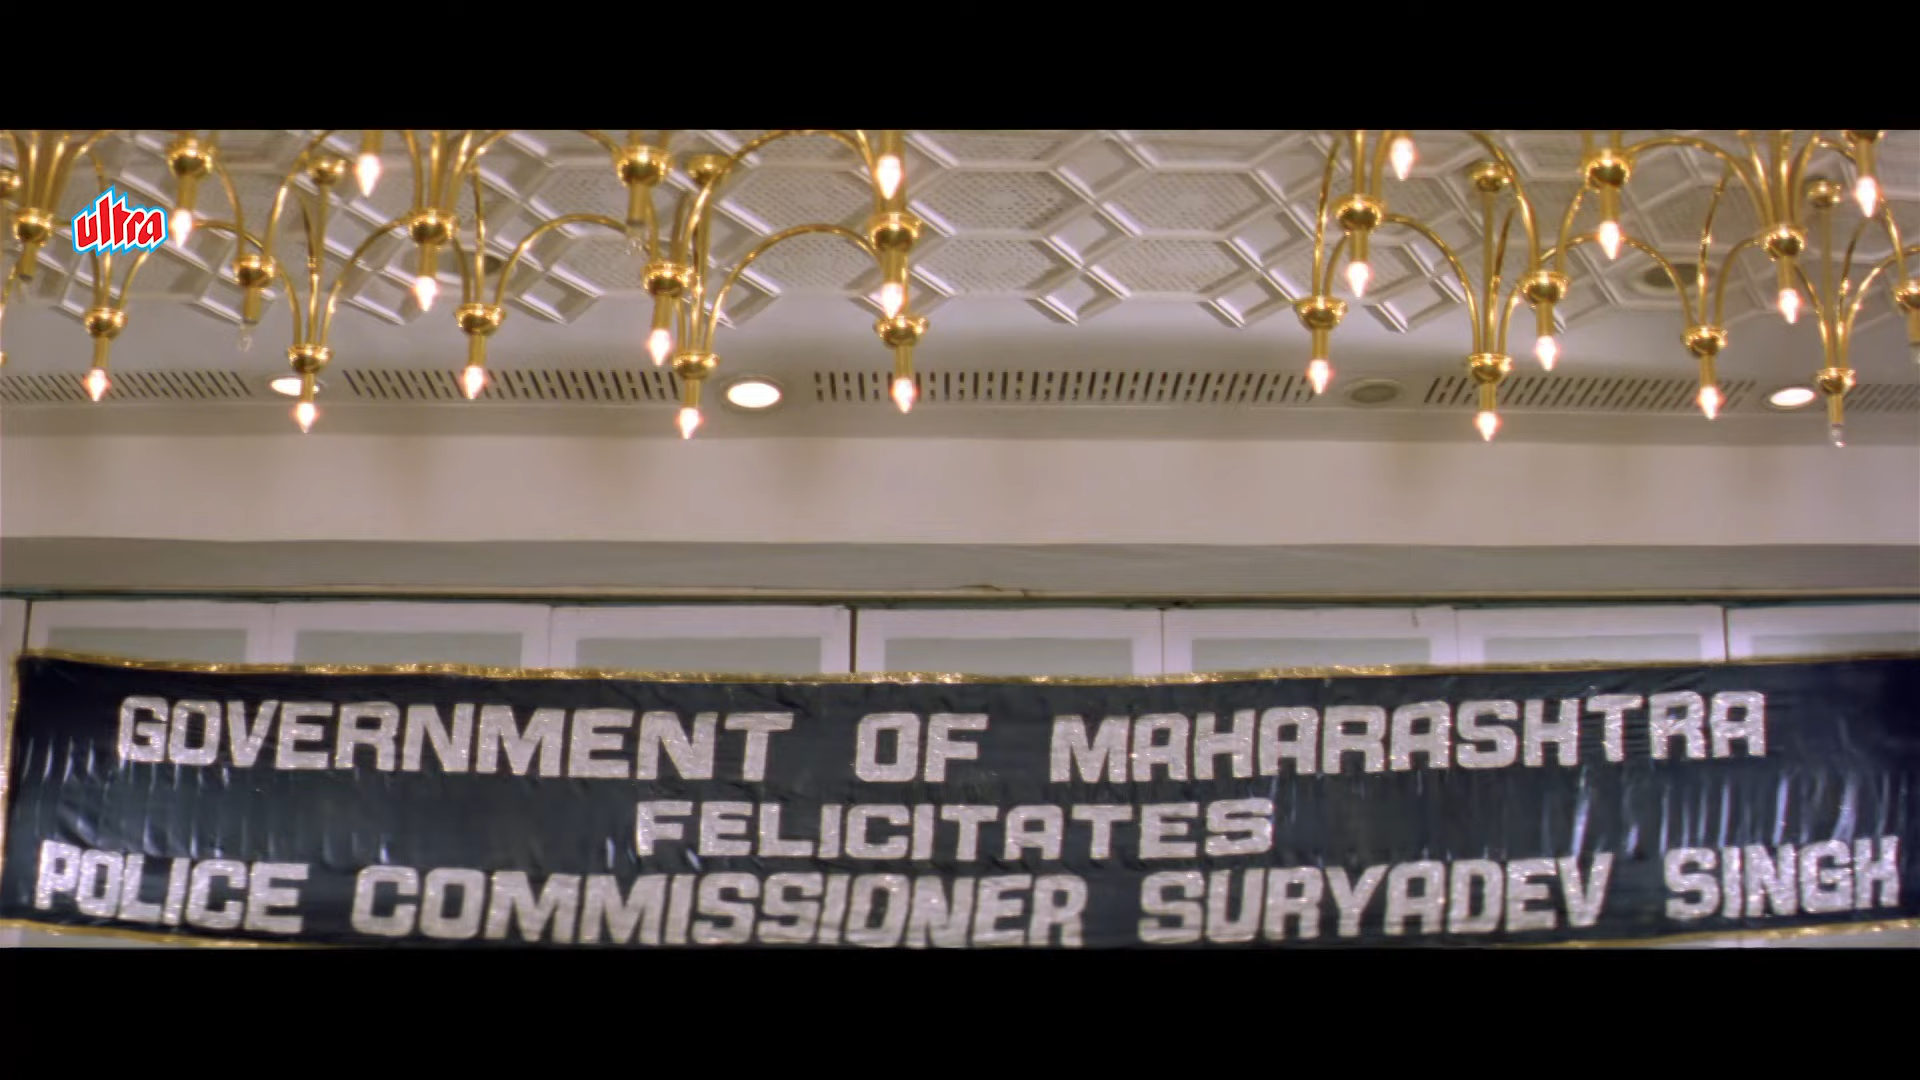 ultra
GOVERNMENT OF MAHARASHTRA
FELICITATES
POLICE COMMISSIONER SURYADEV SINGH